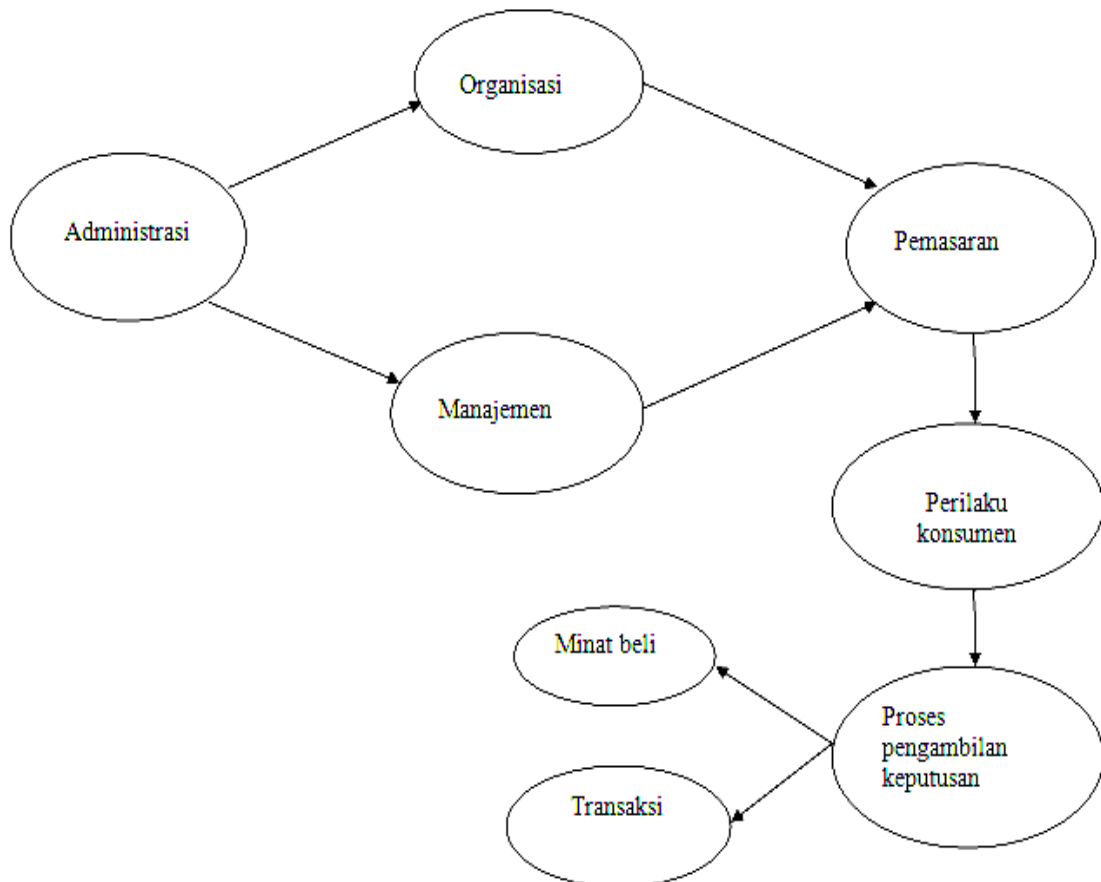 Organisasi
Administrasi
Pemasaran
Manajemen
Perilaku
konsumen
Minat beli
Proses
pengambilan
keputusan
Transaksi